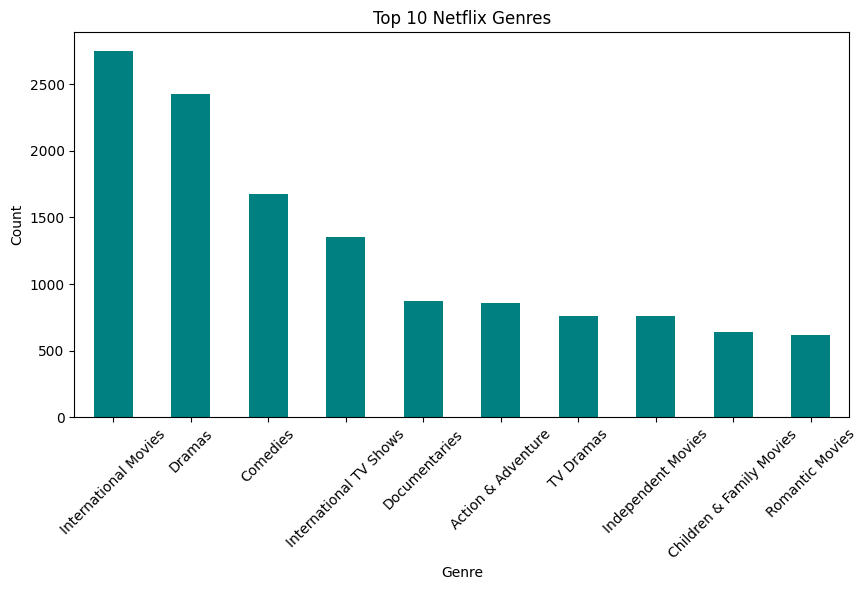 Top 10 Netflix Genres
Count
2500
2000
1500
1000
500
0
International Movies
Dramas
Comedies
International TV Shows
Documentaries
Action & Adventure
TV Dramas
Independent Movies
Children & Family Movies
Romantic Movies
Genre